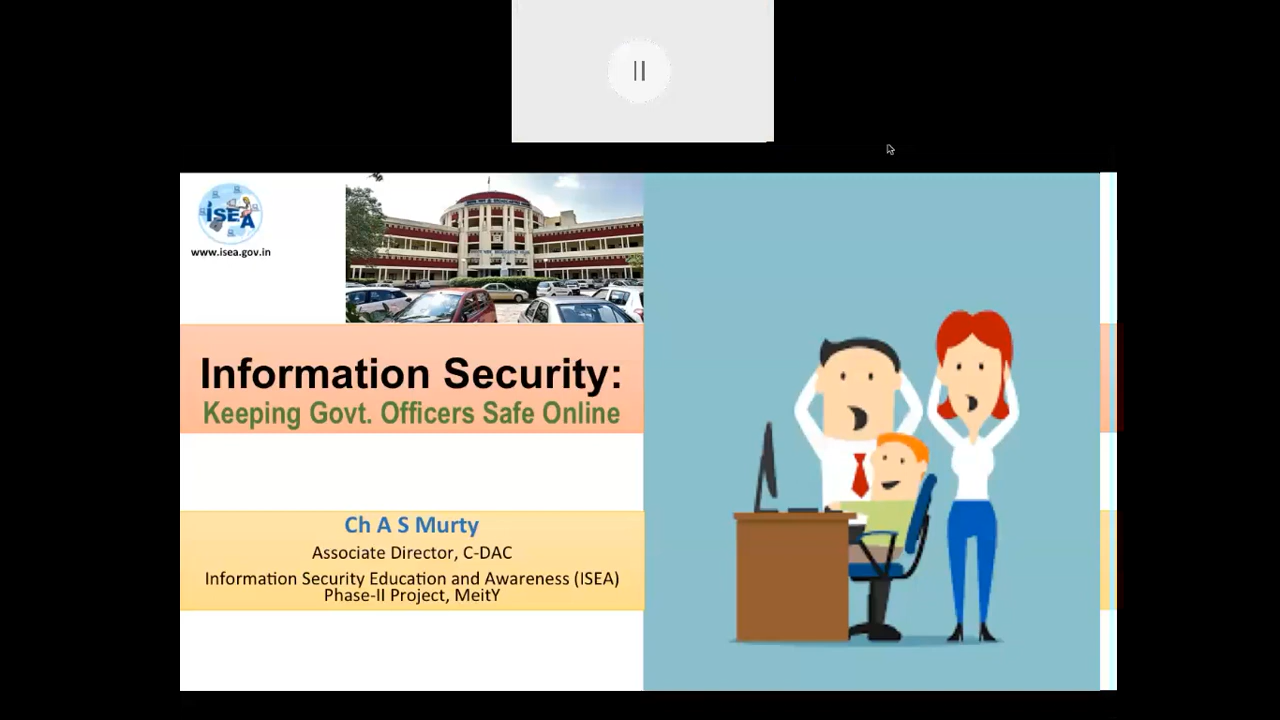 ISEA
www.isea.gov.in
Information Security:
Keeping Govt. Officers Safe Online
Ch A S Murty
Associate Director, C-DAC
Information Security Education and Awareness (ISEA)
Phase-II Project, MeitY